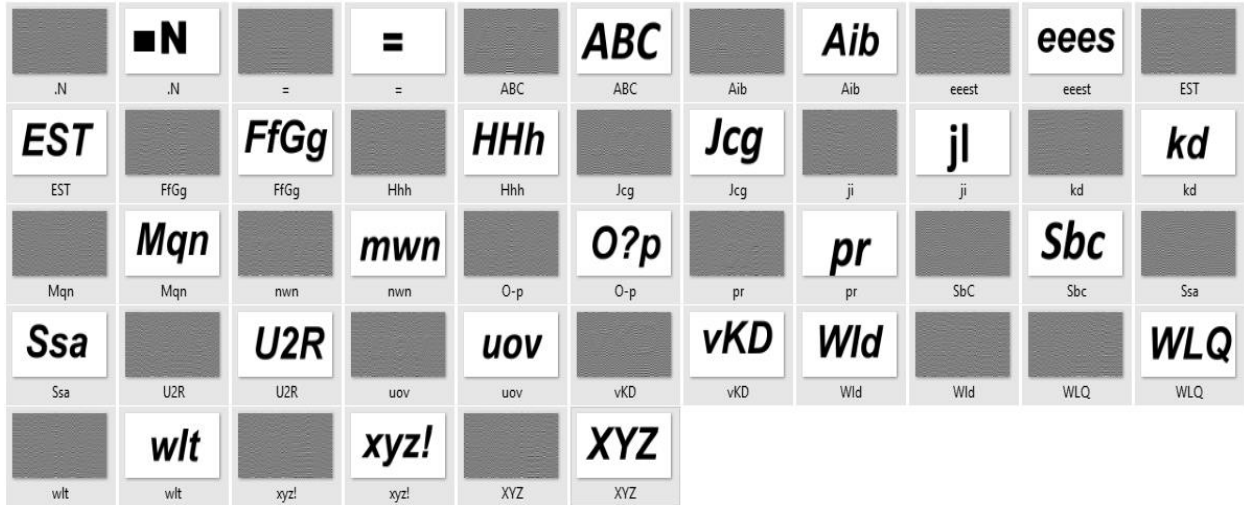 ■N = ABC Aib eees
.N .N = = ABC ABC Aib Aib eeest eeest EST
EST FfGg HHh Jcg jl kd
EST FfGg FfGg Hhh Hhh Jcg Jcg ji ji kd kd
Mqn mwn O?p pr Sbc
Mqn Mqn nwn nwn O-p O-p pr pr SbC Sbc Ssa
Ssa U2R uov vKD Wld WLQ
Ssa U2R U2R uov uov vKD vKD Wld Wld WLQ WLQ
wlt xyz! XYZ
wlt wlt xyz! xyz! XYZ XYZ